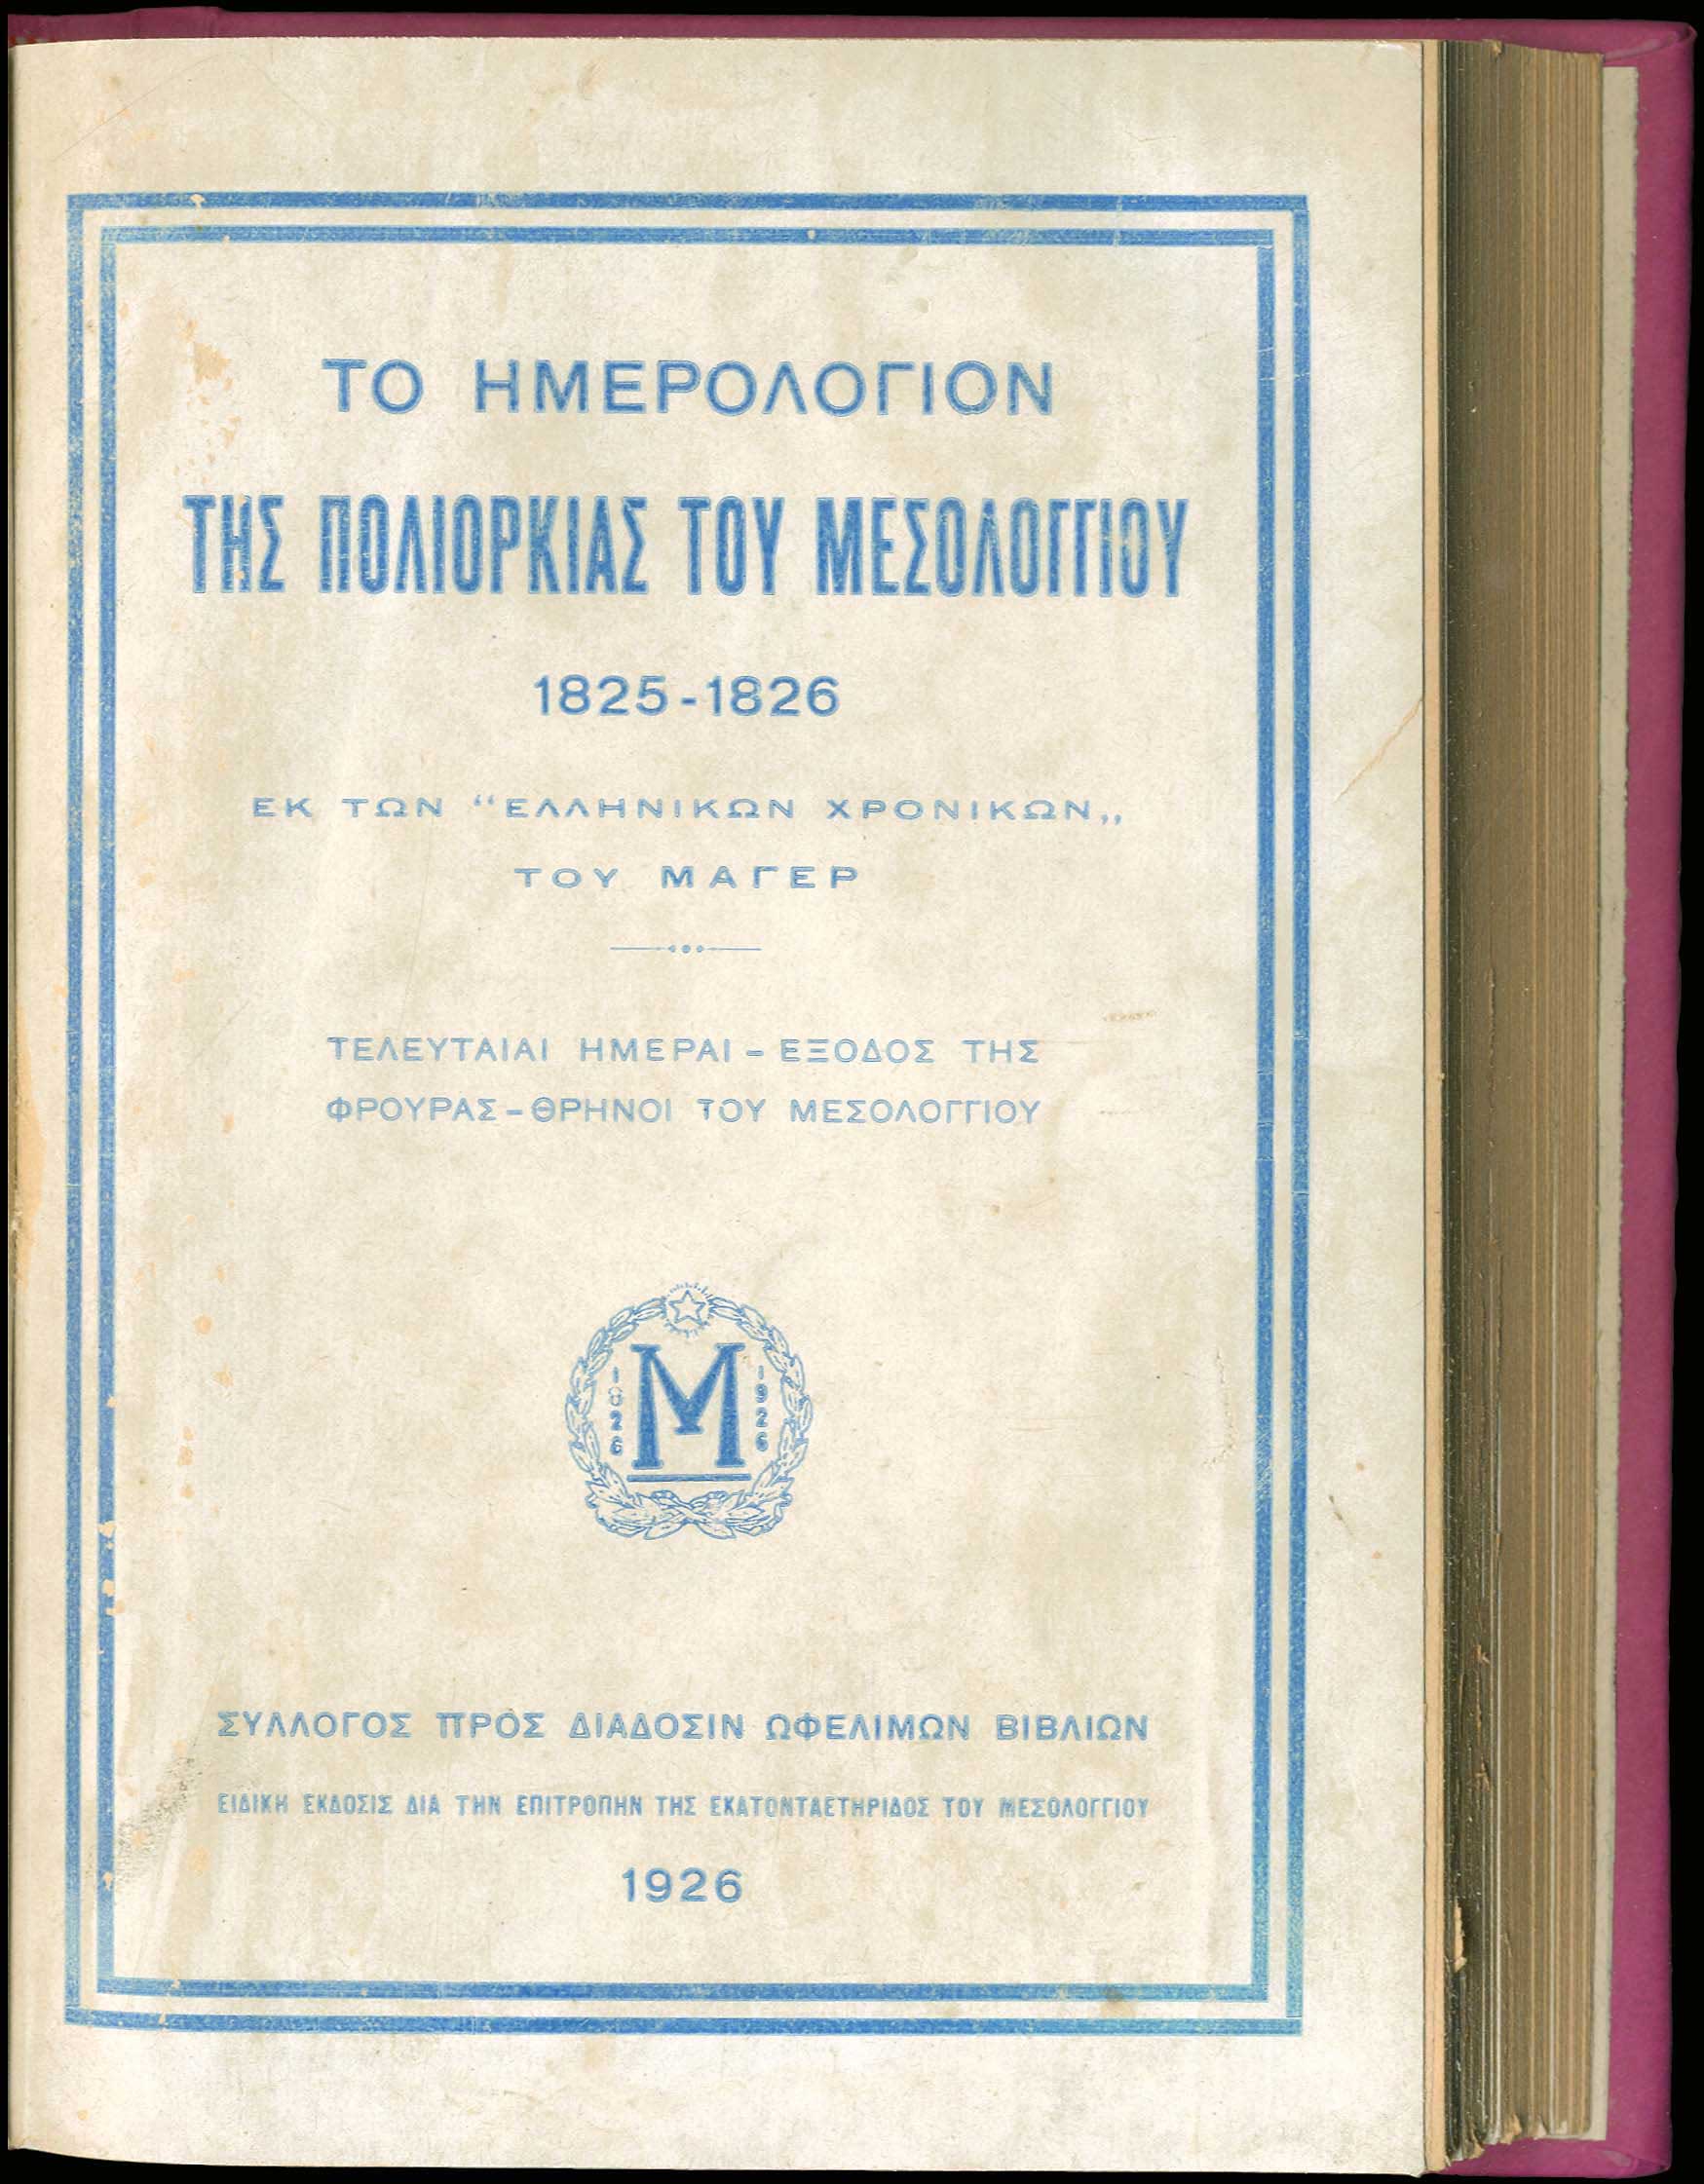 ΤΟ ΗΜΕΡΟΛΟΓΙΟΝ
ΤΗΣ ΠΟΛΙΟΡΚΙΑΣ ΤΟΥ ΜΕΣΟΛΟΓΓΙΟΥ
1825-1826
ΕΚ ΤΩΝ “ΕΛΛΗΝΙΚΩΝ ΧΡΟΝΙΚΩΝ„
ΤΟΥ ΜΑΓΕΡ
ΤΕΛΕΥΤΑΙΑΙ ΗΜΕΡΑΙ - ΕΞΟΔΟΣ ΤΗΣ
ΦΡΟΥΡΑΣ - ΘΡΗΝΟΙ ΤΟΥ ΜΕΣΟΛΟΓΓΙΟΥ
1826 Μ 1926
ΣΥΛΛΟΓΟΣ ΠΡΟΣ ΔΙΑΔΟΣΙΝ ΩΦΕΛΙΜΩΝ ΒΙΒΛΙΩΝ
ΕΙΔΙΚΗ ΕΚΔΟΣΙΣ ΔΙΑ ΤΗΝ ΕΠΙΤΡΟΠΗΝ ΤΗΣ ΕΚΑΤΟΝΤΑΕΤΗΡΙΔΟΣ ΤΟΥ ΜΕΣΟΛΟΓΓΙΟΥ
1926